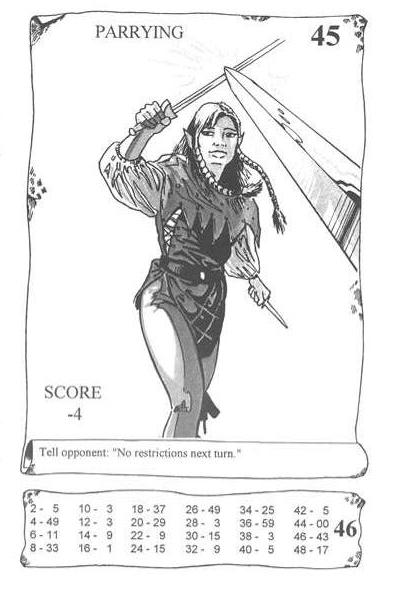 PARRYING 45
SCORE
-4
Tell opponent: "No restrictions next turn."
2 - 5 10 - 3 18 - 37 26 - 49 34 - 25 42 - 5
4 - 49 12 - 3 20 - 29 28 - 3 36 - 59 44 - 00
6 - 11 14 - 9 22 - 9 30 - 15 38 - 3 46 - 43
8 - 33 16 - 1 24 - 15 32 - 9 40 - 5 48 - 17
46